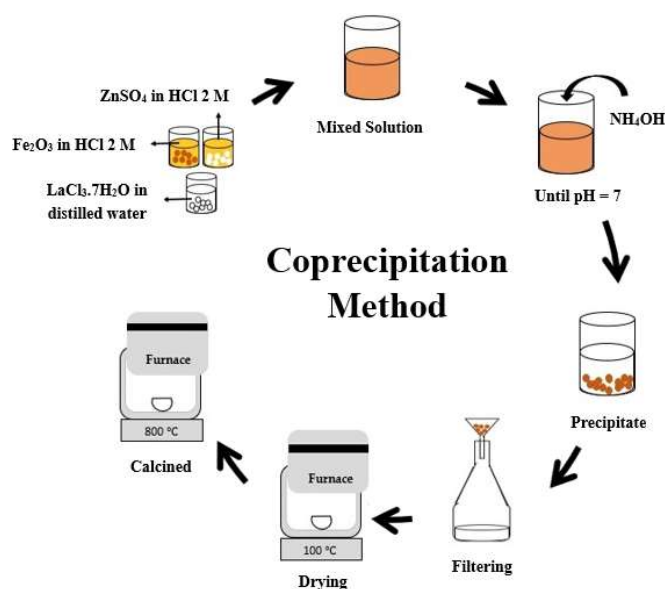 ZnSO₄ in HCl 2 M
Fe₂O₃ in HCl 2 M
LaCl₃.7H₂O in
distilled water
Mixed Solution
NH₄OH
Until pH = 7
Coprecipitation
Method
Precipitate
Filtering
Furnace
100 °C
Drying
Furnace
800 °C
Calcined